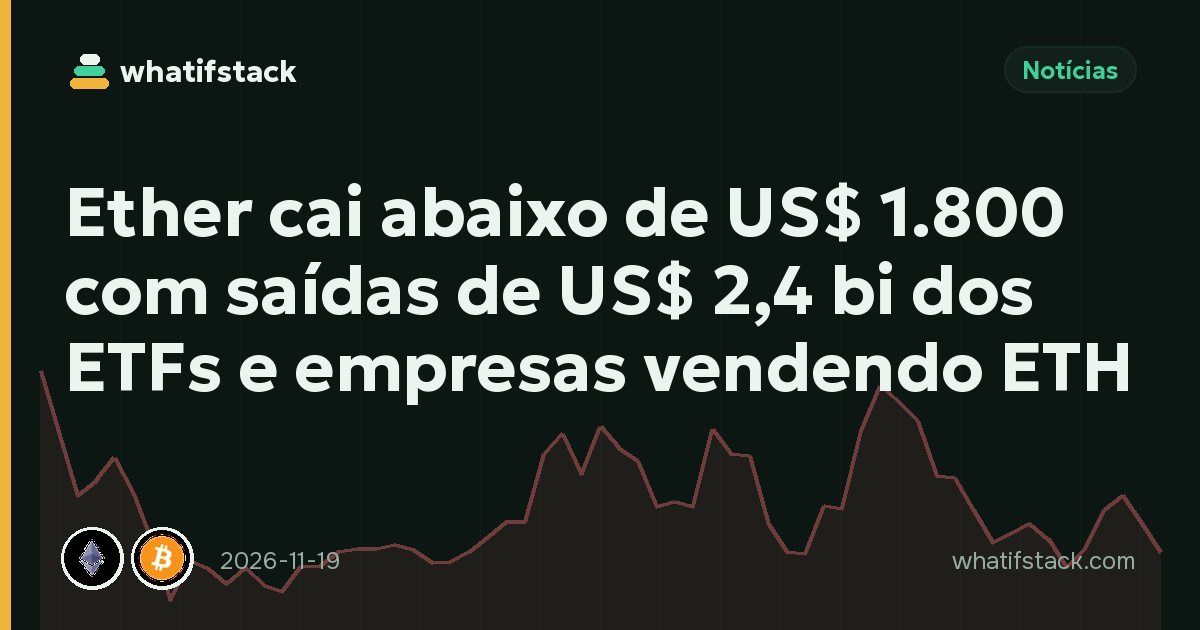 whatifstack
Notícias
Ether cai abaixo de US$ 1.800
com saídas de US$ 2,4 bi dos
ETFs e empresas vendendo ETH
2026-11-19
whatifstack.com